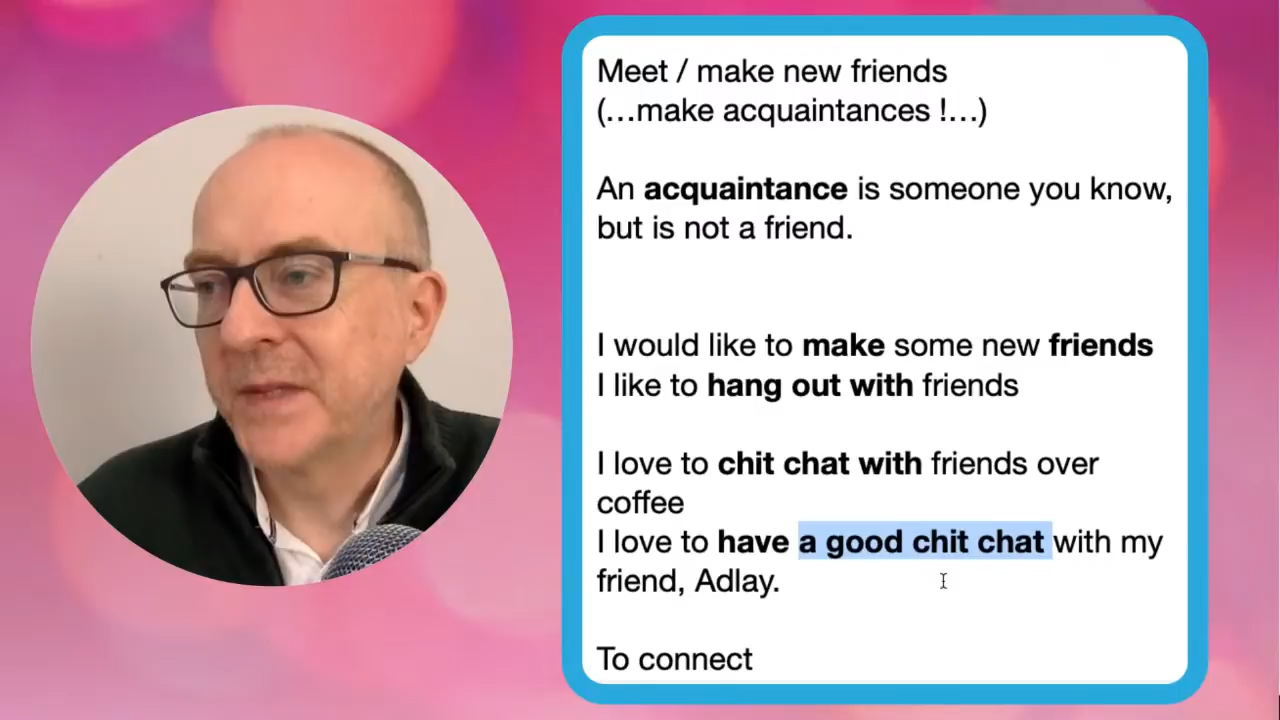 Meet / make new friends
(...make acquaintances !...)
An acquaintance is someone you know,
but is not a friend.
I would like to make some new friends
I like to hang out with friends
I love to chit chat with friends over
coffee
I love to have a good chit chat with my
friend, Adlay.
To connect